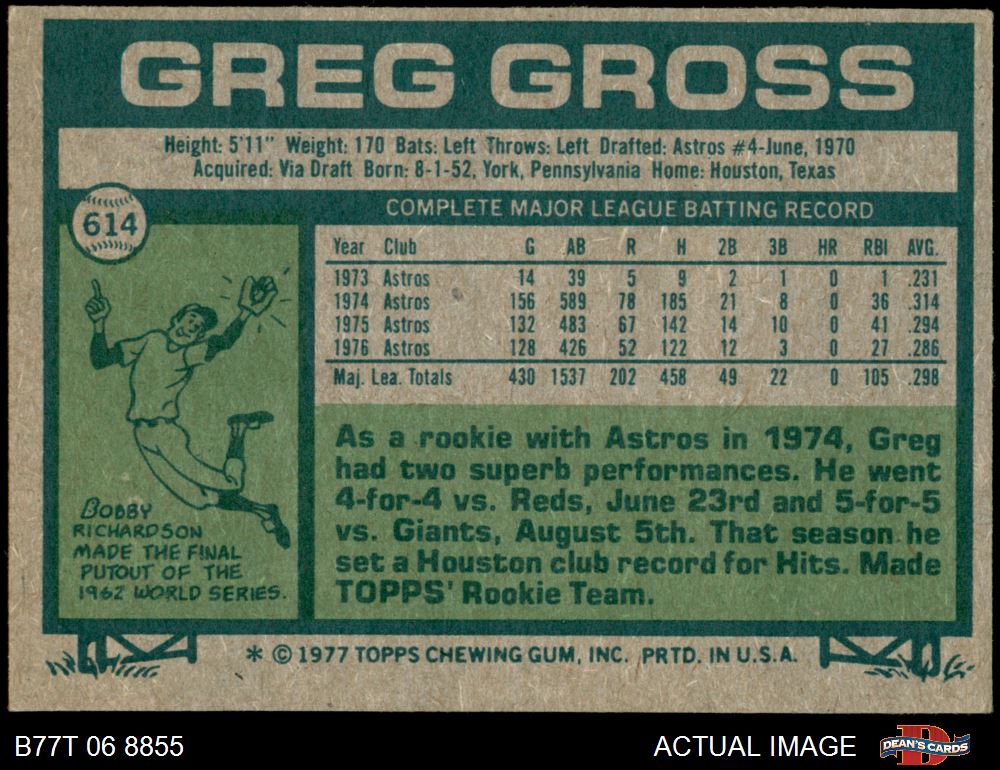 GREG GROSS
Height: 5'11" Weight: 170 Bats: Left Throws: Left Drafted: Astros #4-June, 1970
Acquired: Via Draft Born: 8-1-52, York, Pennsylvania Home: Houston, Texas
614
COMPLETE MAJOR LEAGUE BATTING RECORD
Year Club G AB R H 2B 3B HR RBI AVG.
1973 Astros 14 39 5 9 2 1 0 1 .231
1974 Astros 156 589 78 185 21 8 0 36 .314
1975 Astros 132 483 67 142 14 10 0 41 .294
1976 Astros 128 426 52 122 12 3 0 27 .286
Maj. Lea. Totals 430 1537 202 458 49 22 0 105 .298
BOBBY
RICHARDSON
MADE THE FINAL
PUTOUT OF THE
1962 WORLD SERIES.
As a rookie with Astros in 1974, Greg
had two superb performances. He went
4-for-4 vs. Reds, June 23rd and 5-for-5
vs. Giants, August 5th. That season he
set a Houston club record for Hits. Made
TOPPS' Rookie Team.
* © 1977 TOPPS CHEWING GUM, INC. PRTD. IN U.S.A.
B77T 06 8855
ACTUAL IMAGE
DEAN'S CARDS